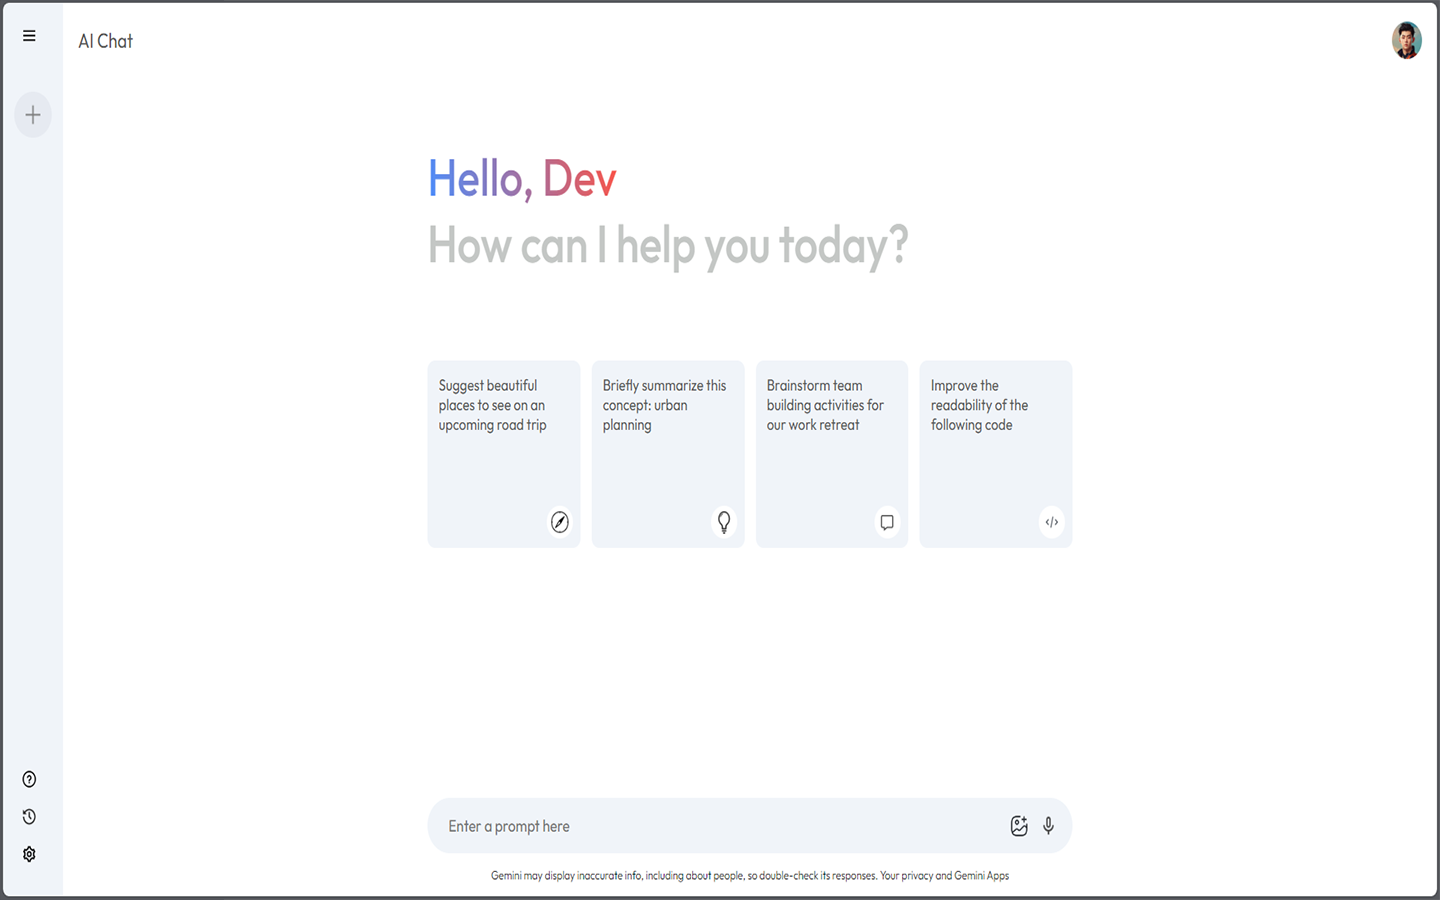 AI Chat
Hello, Dev
How can I help you today?
Suggest beautiful
places to see on an
upcoming road trip
Briefly summarize this
concept: urban
planning
Brainstorm team
building activities for
our work retreat
Improve the
readability of the
following code
Enter a prompt here
Gemini may display inaccurate info, including about people, so double-check its responses. Your privacy and Gemini Apps